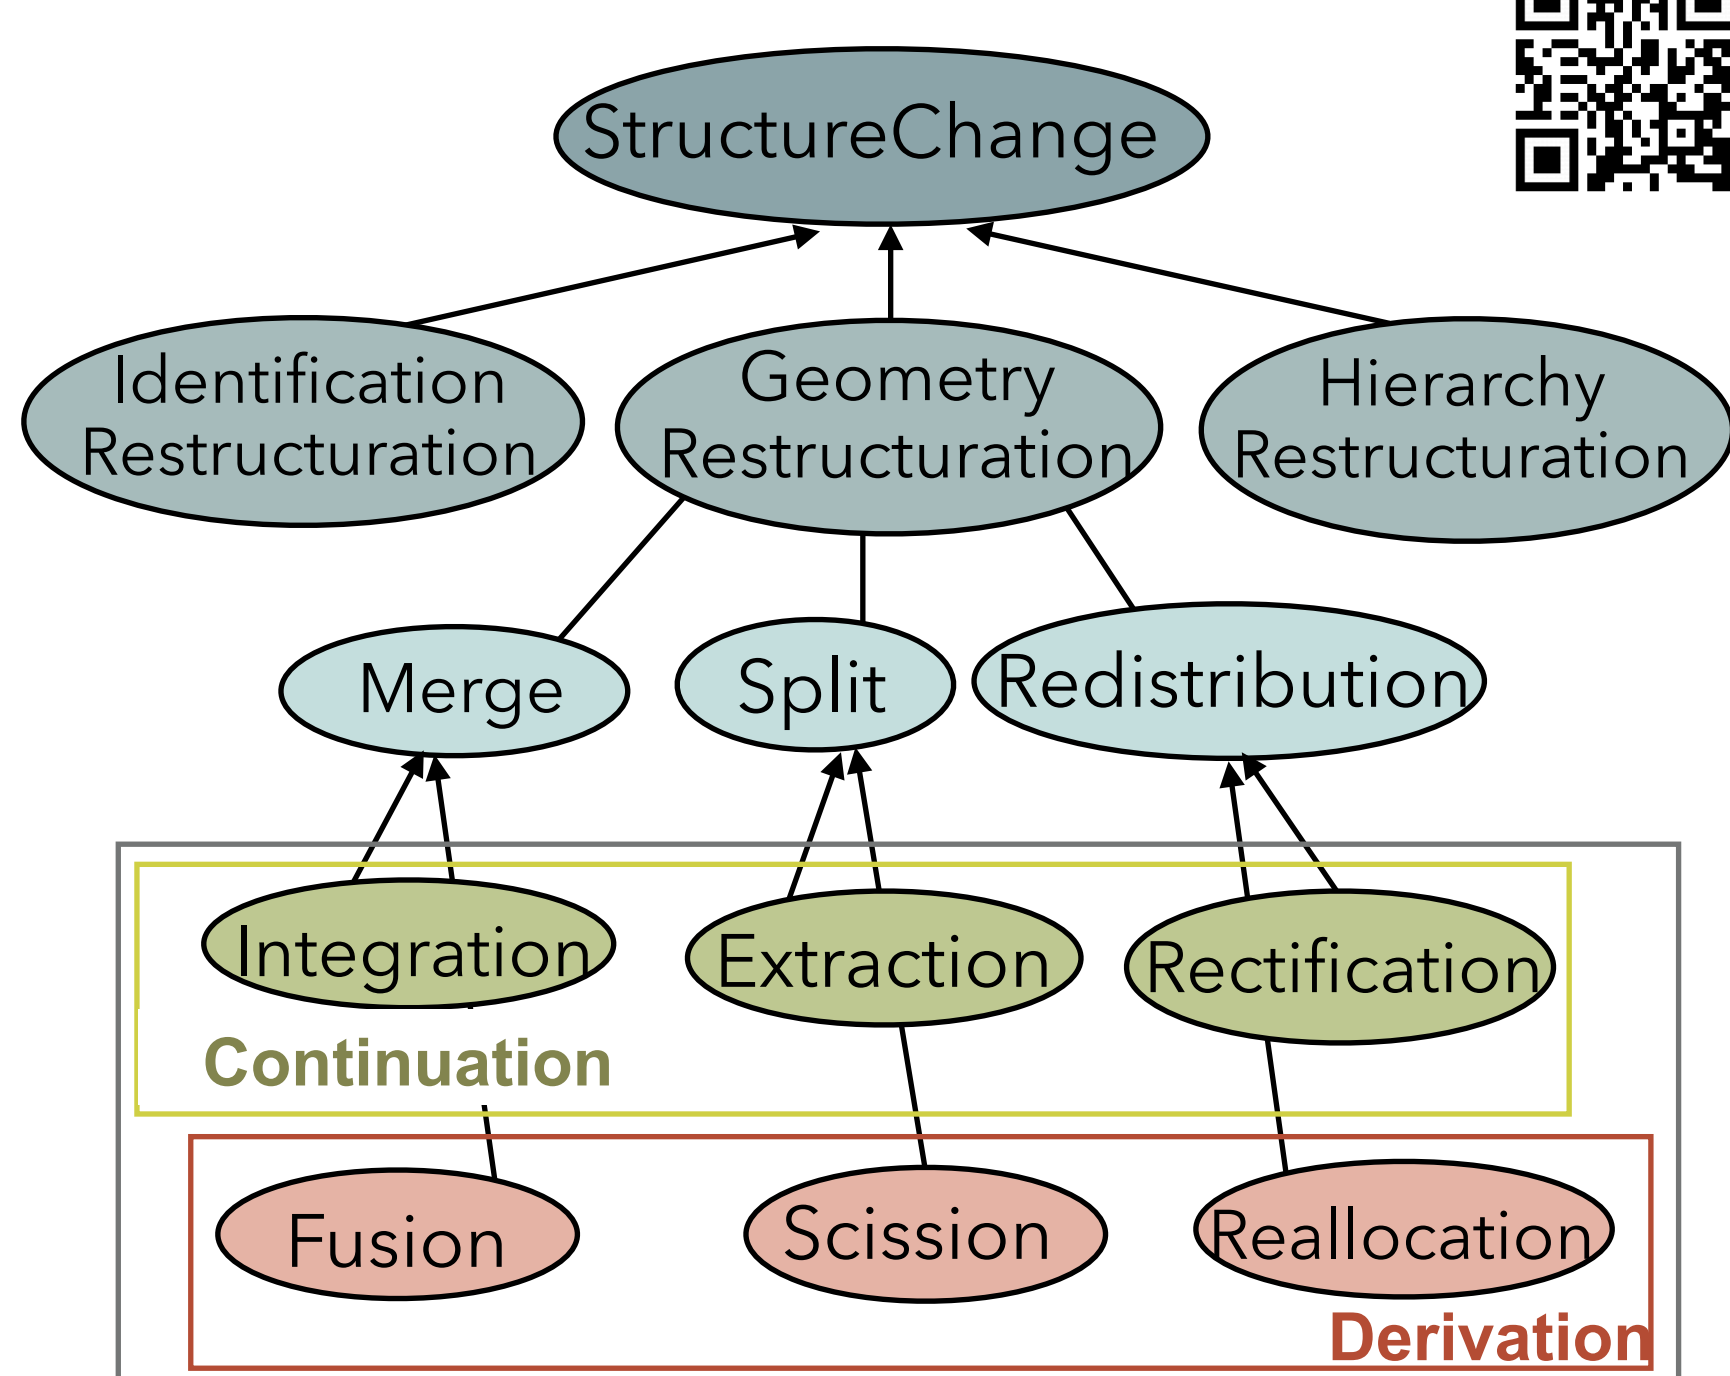 StructureChange
Identification
Restructuration
Geometry
Restructuration
Hierarchy
Restructuration
Merge
Split
Redistribution
Integration
Extraction
Rectification
Continuation
Fusion
Scission
Reallocation
Derivation